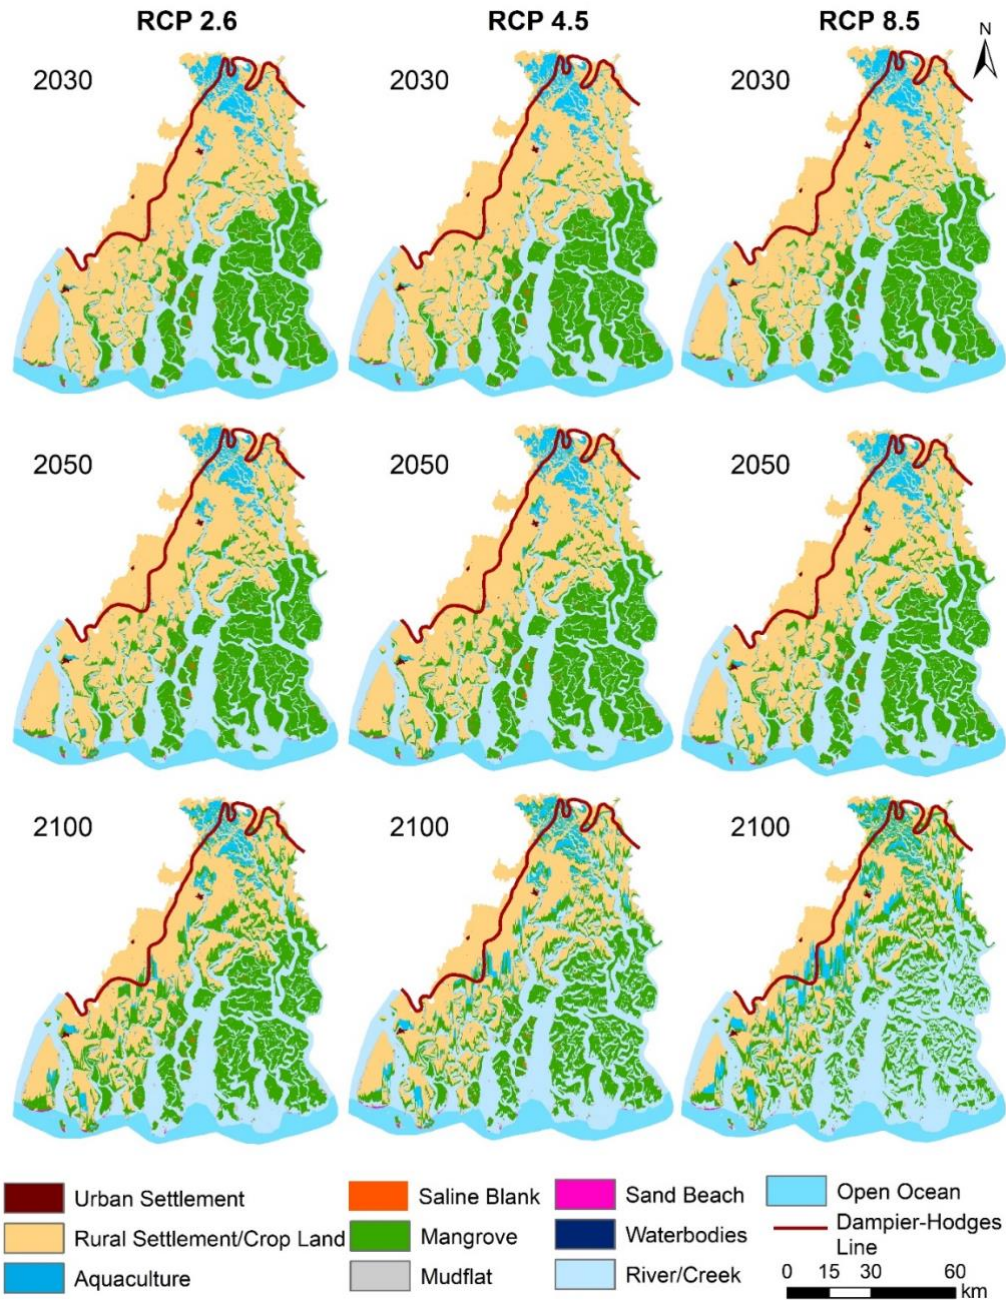 RCP 2.6
RCP 4.5
RCP 8.5
N
2030
2030
2030
2050
2050
2050
2100
2100
2100
Urban Settlement
Rural Settlement/Crop Land
Aquaculture
Saline Blank
Mangrove
Mudflat
Sand Beach
Waterbodies
River/Creek
Open Ocean
Dampier-Hodges
Line
0 15 30 60
km